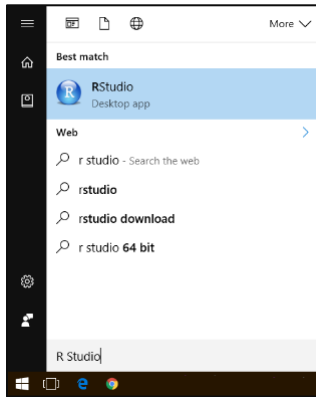 More
Best match
R
RStudio
Desktop app
Web
r studio - Search the web
rstudio
rstudio download
r studio 64 bit
R Studio